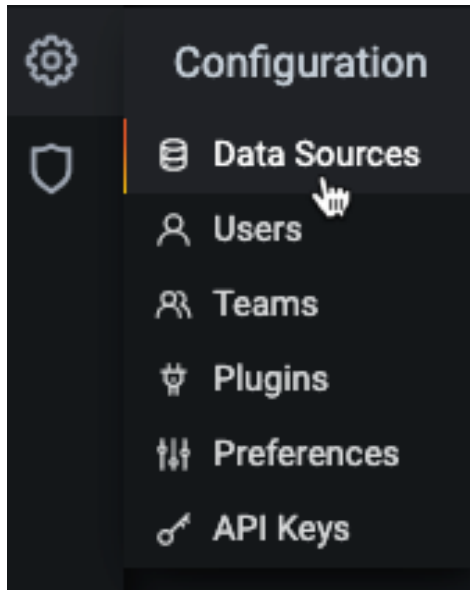 Configuration
Data Sources
Users
Teams
Plugins
Preferences
API Keys